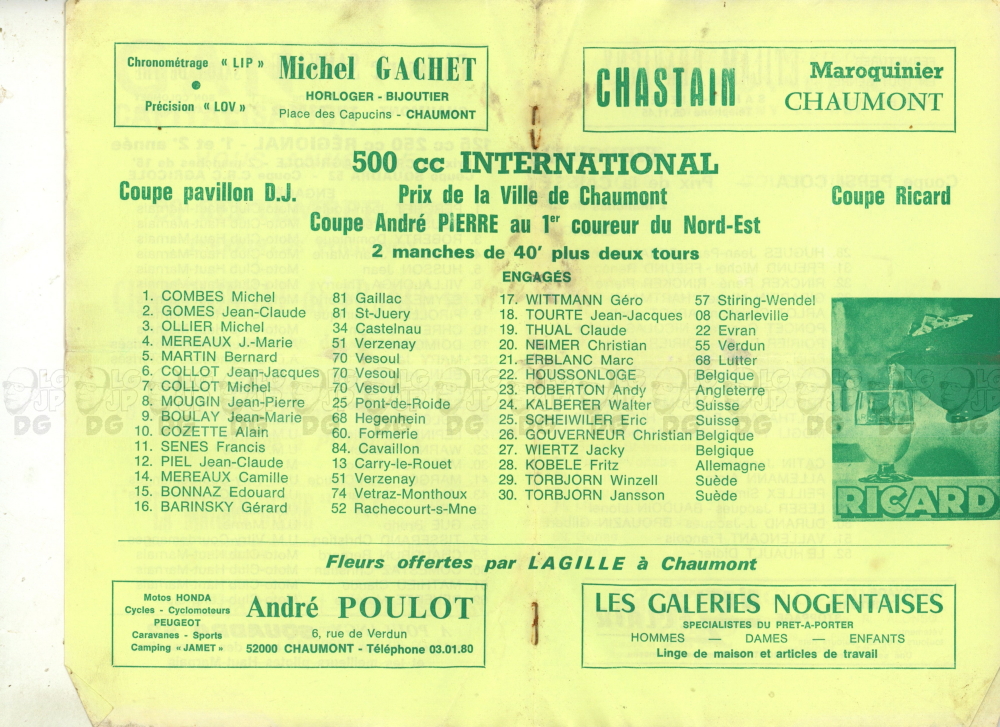 Chronométrage « LIP »
Précision « LOV »
Michel GACHET
HORLOGER - BIJOUTIER
Place des Capucins - CHAUMONT
CHASTAIN
Maroquinier
CHAUMONT
500 cc INTERNATIONAL
Coupe pavillon D.J.
Prix de la Ville de Chaumont
Coupe Ricard
Coupe André PIERRE au 1er coureur du Nord-Est
2 manches de 40' plus deux tours
ENGAGÉS
1. COMBES Michel 81 Gaillac
2. GOMES Jean-Claude 81 St-Juery
3. OLLIER Michel 34 Castelnau
4. MEREAUX J.-Marie 51 Verzenay
5. MARTIN Bernard 70 Vesoul
6. COLLOT Jean-Jacques 70 Vesoul
7. COLLOT Michel 70 Vesoul
8. MOUGIN Jean-Pierre 25 Pont-de-Roide
9. BOULAY Jean-Marie 68 Hegenhein
10. COZETTE Alain 60. Formerie
11. SENES Francis 84. Cavaillon
12. PIEL Jean-Claude 13 Carry-le-Rouet
14. MEREAUX Camille 51 Verzenay
15. BONNAZ Edouard 74 Vetraz-Monthoux
16. BARINSKY Gérard 52 Rachecourt-s-Mne
17. WITTMANN Géro 57 Stiring-Wendel
18. TOURTE Jean-Jacques 08 Charleville
19. THUAL Claude 22 Evran
20. NEIMER Christian 55 Verdun
21. ERBLANC Marc 68 Lutter
22. HOUSSONLOGE Belgique
23. ROBERTON Andy Angleterre
24. KALBERER Walter Suisse
25. SCHEIWILER Eric Suisse
26. GOUVERNEUR Christian Belgique
27. WIERTZ Jacky Belgique
28. KOBELE Fritz Allemagne
29. TORBJORN Winzell Suède
30. TORBJORN Jansson Suède
RICARD
Fleurs offertes par LAGILLE à Chaumont
Motos HONDA
Cycles - Cyclomoteurs
PEUGEOT
Caravanes - Sports
Camping « JAMET »
André POULOT
6, rue de Verdun
52000 CHAUMONT - Téléphone 03.01.80
LES GALERIES NOGENTAISES
SPECIALISTES DU PRET-A-PORTER
HOMMES — DAMES — ENFANTS
Linge de maison et articles de travail